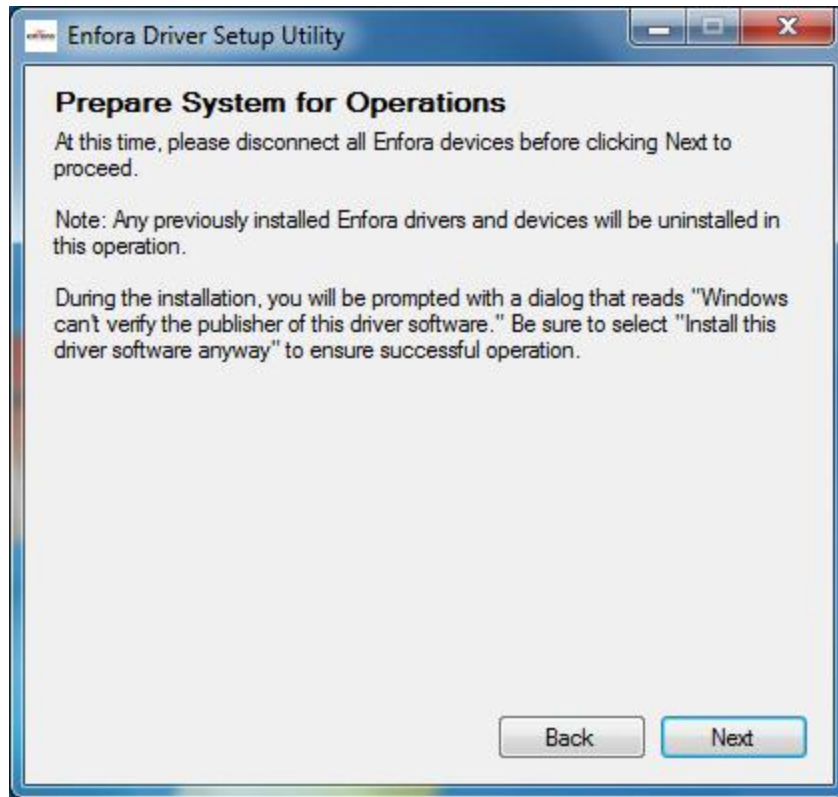 Enfora Driver Setup Utility
Prepare System for Operations
At this time, please disconnect all Enfora devices before clicking Next to
proceed.
Note: Any previously installed Enfora drivers and devices will be uninstalled in
this operation.
During the installation, you will be prompted with a dialog that reads "Windows
can't verify the publisher of this driver software." Be sure to select "Install this
driver software anyway" to ensure successful operation.
Back
Next